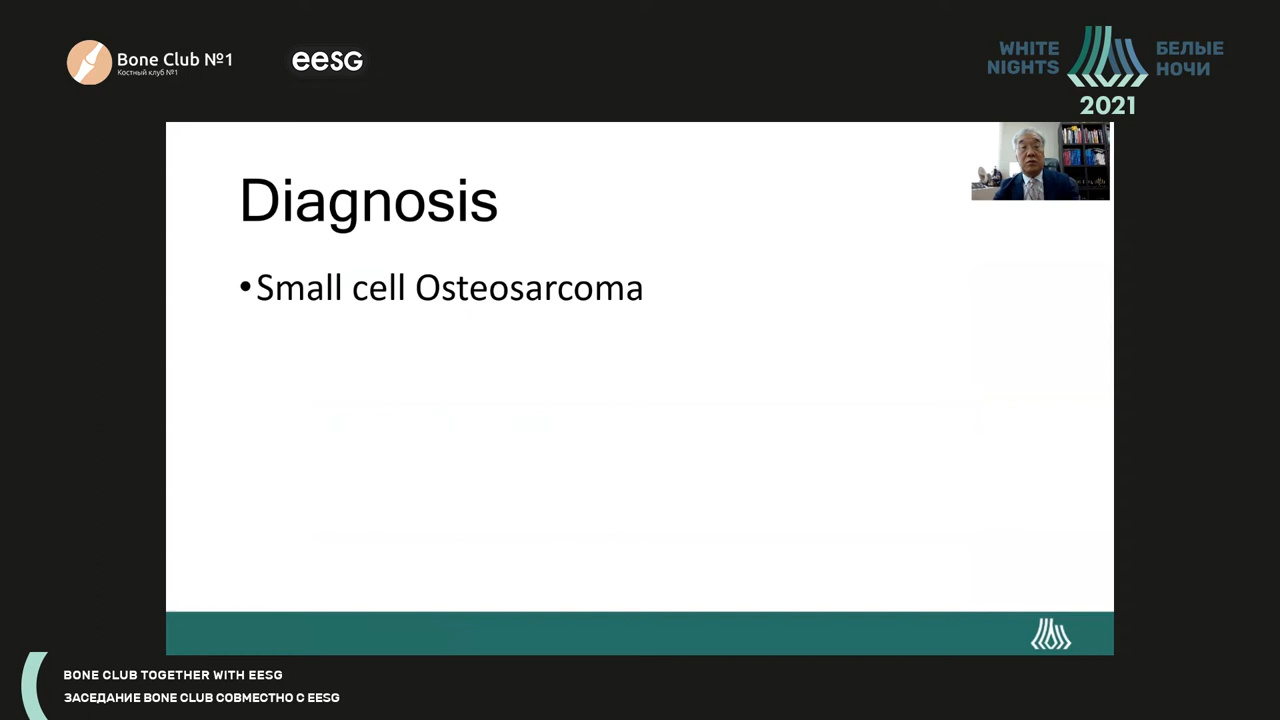 Bone Club №1
Костный клуб №1
eesg
WHITE NIGHTS
БЕЛЫЕ НОЧИ
2021
Diagnosis
•Small cell Osteosarcoma
BONE CLUB TOGETHER WITH EESG
ЗАСЕДАНИЕ BONE CLUB СОВМЕСТНО С EESG